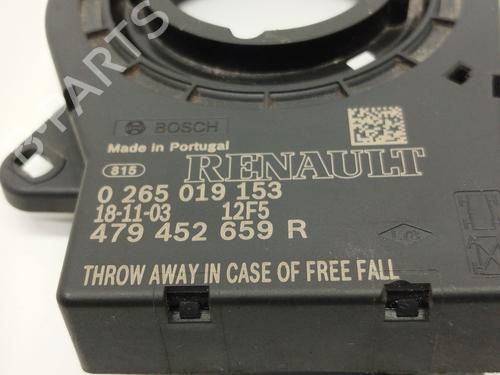 B-PARTS
BOSCH
Made in Portugal
815
RENAULT
0 265 019 153
18-11-03 12F5
479 452 659 R
THROW AWAY IN CASE OF FREE FALL